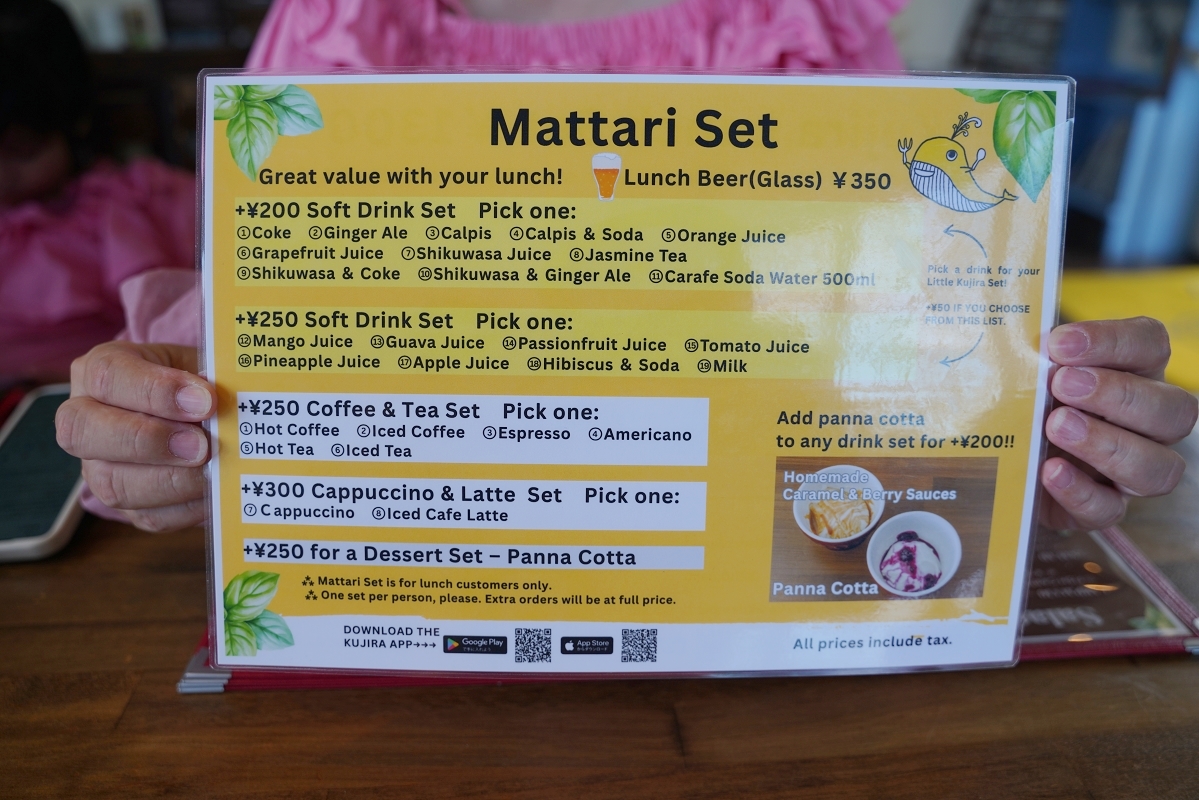 Mattari Set
Great value with your lunch!
Lunch Beer(Glass) ¥350
+¥200 Soft Drink Set Pick one:
①Coke ②Ginger Ale ③Calpis ④Calpis & Soda ⑤Orange Juice
⑥Grapefruit Juice ⑦Shikuwasa Juice ⑧Jasmine Tea
⑨Shikuwasa & Coke ⑩Shikuwasa & Ginger Ale ⑪Carafe Soda Water 500ml
Pick a drink for your
Little Kujira Set!
+¥50 IF YOU CHOOSE
FROM THIS LIST.
+¥250 Soft Drink Set Pick one:
⑫Mango Juice ⑬Guava Juice ⑭Passionfruit Juice ⑮Tomato Juice
⑯Pineapple Juice ⑰Apple Juice ⑱Hibiscus & Soda ⑲Milk
+¥250 Coffee & Tea Set Pick one:
①Hot Coffee ②Iced Coffee ③Espresso ④Americano
⑤Hot Tea ⑥Iced Tea
+¥300 Cappuccino & Latte Set Pick one:
⑦Cappuccino ⑧Iced Cafe Latte
+¥250 for a Dessert Set – Panna Cotta
Add panna cotta
to any drink set for +¥200!!
Homemade
Caramel & Berry Sauces
Panna Cotta
⁂ Mattari Set is for lunch customers only.
⁂ One set per person, please. Extra orders will be at full price.
DOWNLOAD THE
KUJIRA APP→→→
Google Play
App Store
All prices include tax.